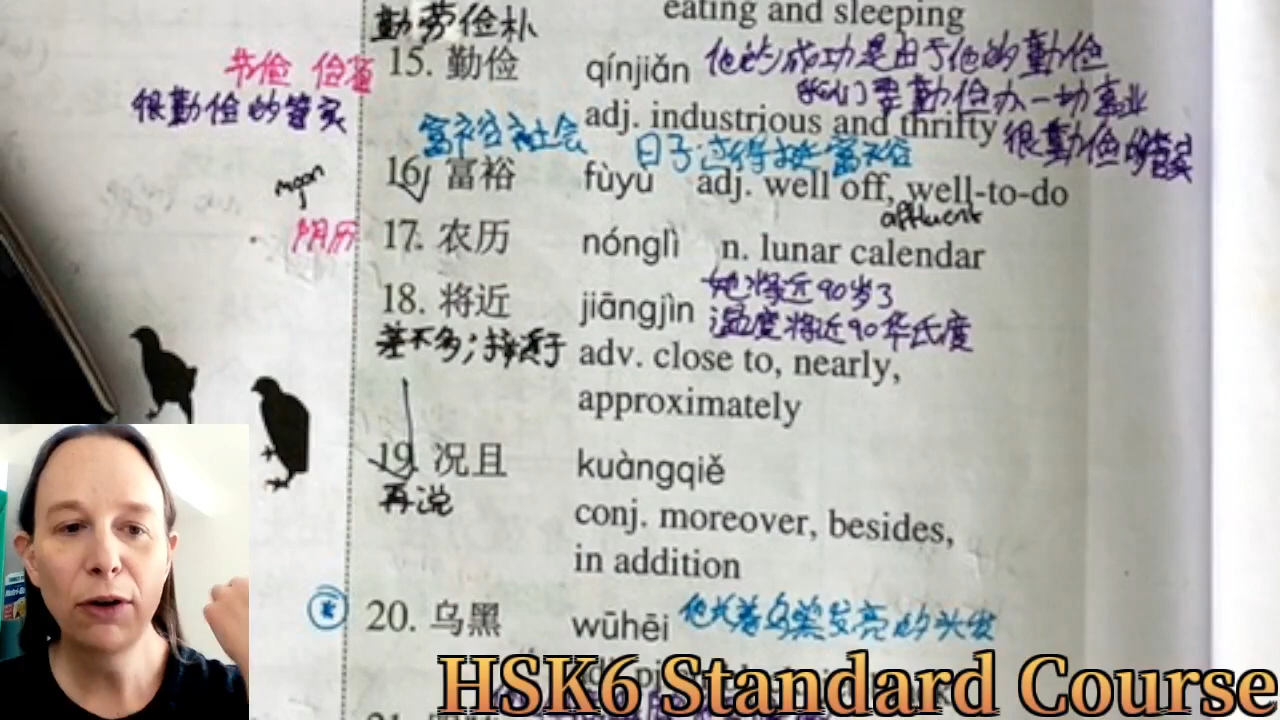 eating and sleeping
勤劳俭朴
15. 勤俭 qínjiǎn
他的成功是由于他的勤俭
节俭 俭
我们要勤俭办一切事业
很勤俭的管家
adj. industrious and thrifty
很勤俭的管家
富裕社会
日子过得挺富裕
16. 富裕 fùyù adj. well off, well-to-do
affluent
moon
阴历
17. 农历 nónglì n. lunar calendar
她将近90岁了
18. 将近 jiāngjìn
温度将近90华氏度
差不多；接近于
adv. close to, nearly,
approximately
19. 况且 kuàngqiě
再说
conj. moreover, besides,
in addition
20. 乌黑 wūhēi
他长着乌黑发亮的头发
HSK6 Standard Course